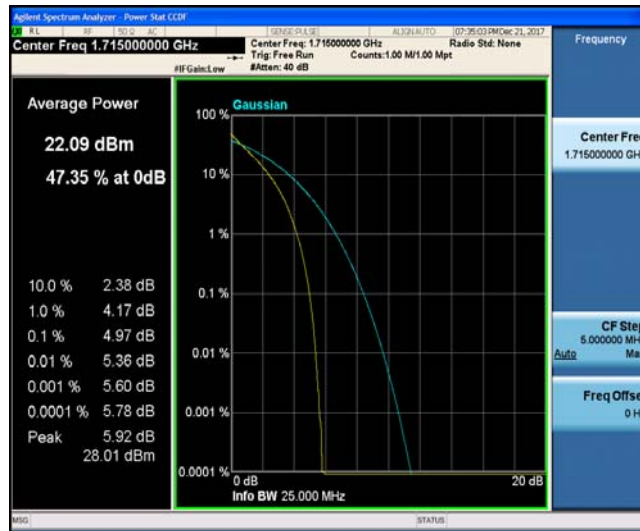 Agilent Spectrum Analyzer - Power Stat CCDF
RL RF 50 Ω AC SENSE:PULSE ALIGN AUTO 07:35:03 PM Dec 21, 2017
Center Freq 1.715000000 GHz
Center Freq: 1.715000000 GHz Radio Std: None
Trig: Free Run Counts:1.00 M/1.00 Mpt
#IFGain:Low #Atten: 40 dB
Frequency
Average Power
22.09 dBm
47.35 % at 0dB
10.0 % 2.38 dB
1.0 % 4.17 dB
0.1 % 4.97 dB
0.01 % 5.36 dB
0.001 % 5.60 dB
0.0001 % 5.78 dB
Peak 5.92 dB
28.01 dBm
Gaussian
100 %
10 %
1 %
0.1 %
0.01 %
0.001 %
0.0001 %
0 dB 20 dB
Info BW 25.000 MHz
Center Fre
1.715000000 GH
CF Step
5.000000 MH
Auto Ma
Freq Offse
0 H
MSG STATUS